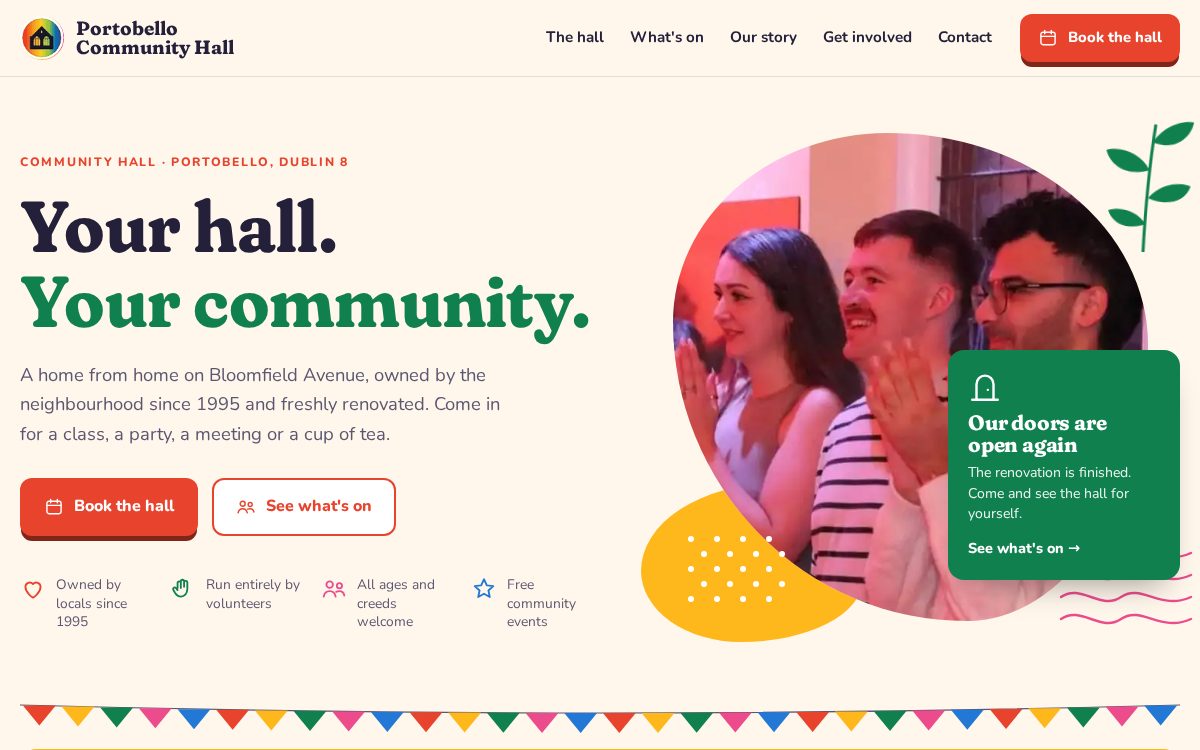 Portobello
Community Hall
The hall
What's on
Our story
Get involved
Contact
Book the hall
COMMUNITY HALL · PORTOBELLO, DUBLIN 8
Your hall.
Your community.
A home from home on Bloomfield Avenue, owned by the
neighbourhood since 1995 and freshly renovated. Come in
for a class, a party, a meeting or a cup of tea.
Book the hall
See what's on
Owned by
locals since
1995
Run entirely by
volunteers
All ages and
creeds
welcome
Free
community
events
Our doors are
open again
The renovation is finished.
Come and see the hall for
yourself.
See what's on →